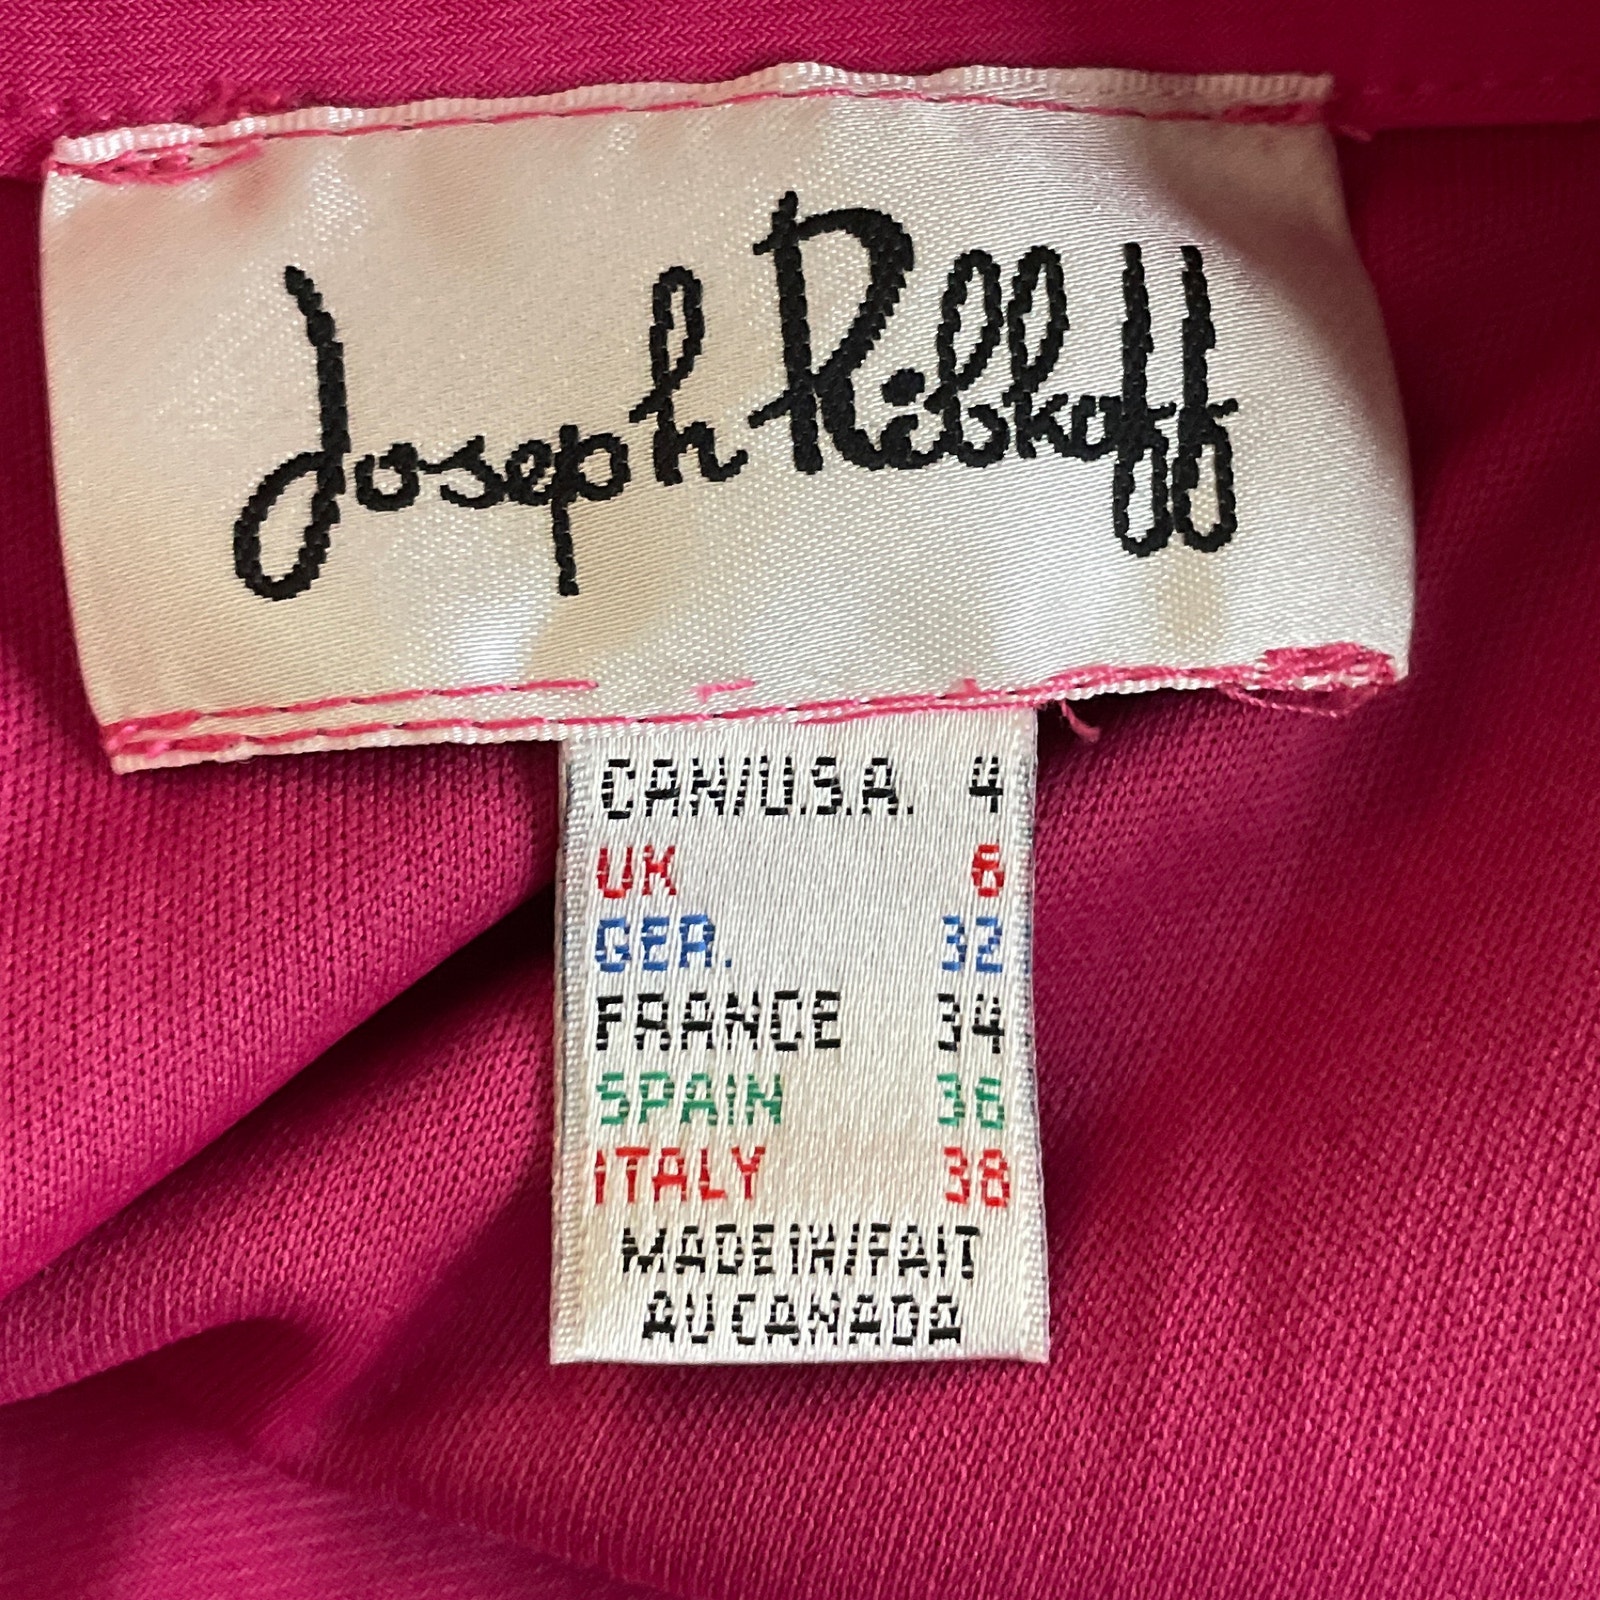 Joseph Ribkoff
CAN/U.S.A. 4
UK 6
GER. 32
FRANCE 34
SPAIN 36
ITALY 38
MADE IN/FAIT
AU CANADA